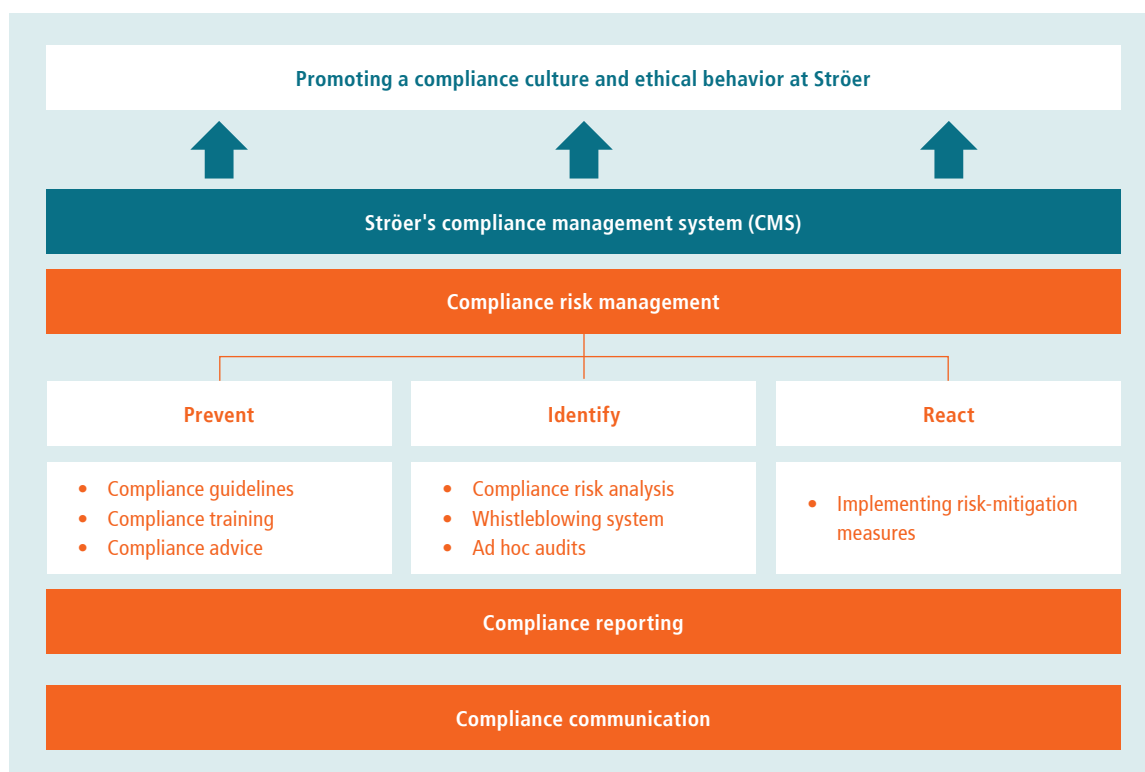 Promoting a compliance culture and ethical behavior at Ströer
Ströer's compliance management system (CMS)
Compliance risk management
Prevent
• Compliance guidelines
• Compliance training
• Compliance advice
Identify
• Compliance risk analysis
• Whistleblowing system
• Ad hoc audits
React
• Implementing risk-mitigation
measures
Compliance reporting
Compliance communication